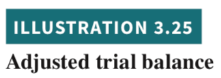 ILLUSTRATION 3.25
Adjusted trial balance